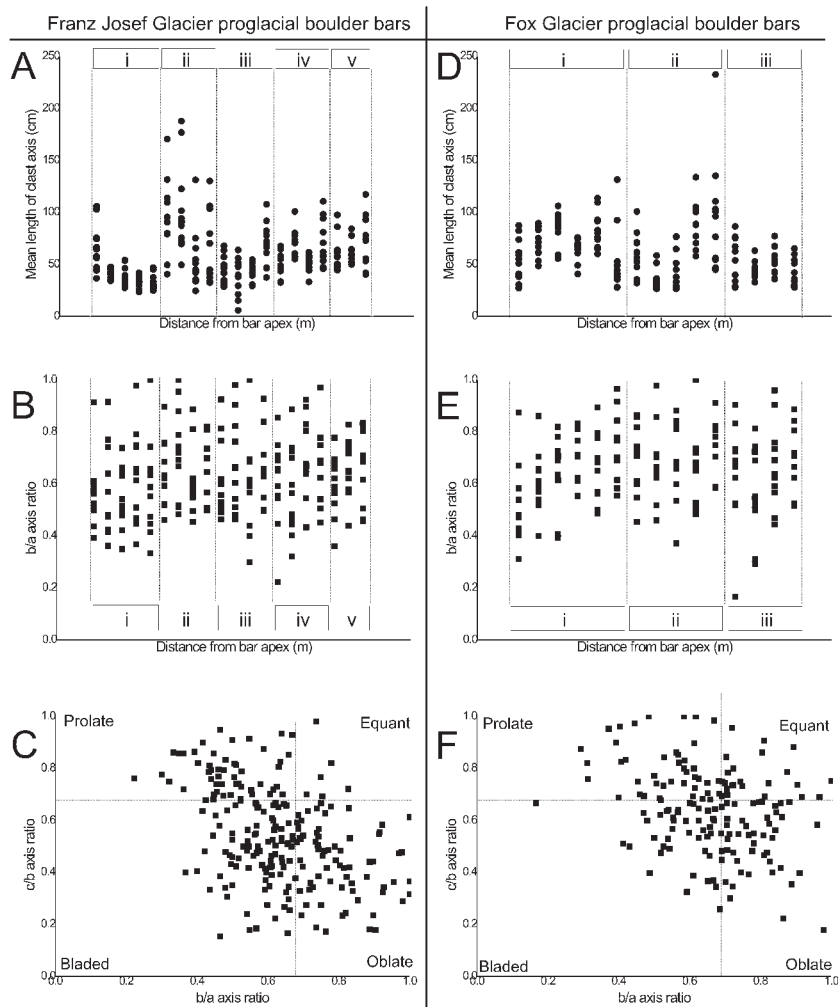 Franz Josef Glacier proglacial boulder bars
Fox Glacier proglacial boulder bars
A
i ii iii iv v
250
200
150
100
50
0
Mean length of clast axis (cm)
Distance from bar apex (m)
D
i ii iii
250
200
150
100
50
0
Mean length of clast axis (cm)
Distance from bar apex (m)
B
1.0
0.8
0.6
0.4
0.2
0.0
b/a axis ratio
i ii iii iv v
Distance from bar apex (m)
E
1.0
0.8
0.6
0.4
0.2
0.0
b/a axis ratio
i ii iii
Distance from bar apex (m)
C
1.0
0.8
0.6
0.4
0.2
0.0
c/b axis ratio
Prolate Equant
Bladed Oblate
0.0 0.2 0.4 0.6 0.8 1.0
b/a axis ratio
F
1.0
0.8
0.6
0.4
0.2
0.0
c/b axis ratio
Prolate Equant
Bladed Oblate
0.0 0.2 0.4 0.6 0.8 1.0
b/a axis ratio